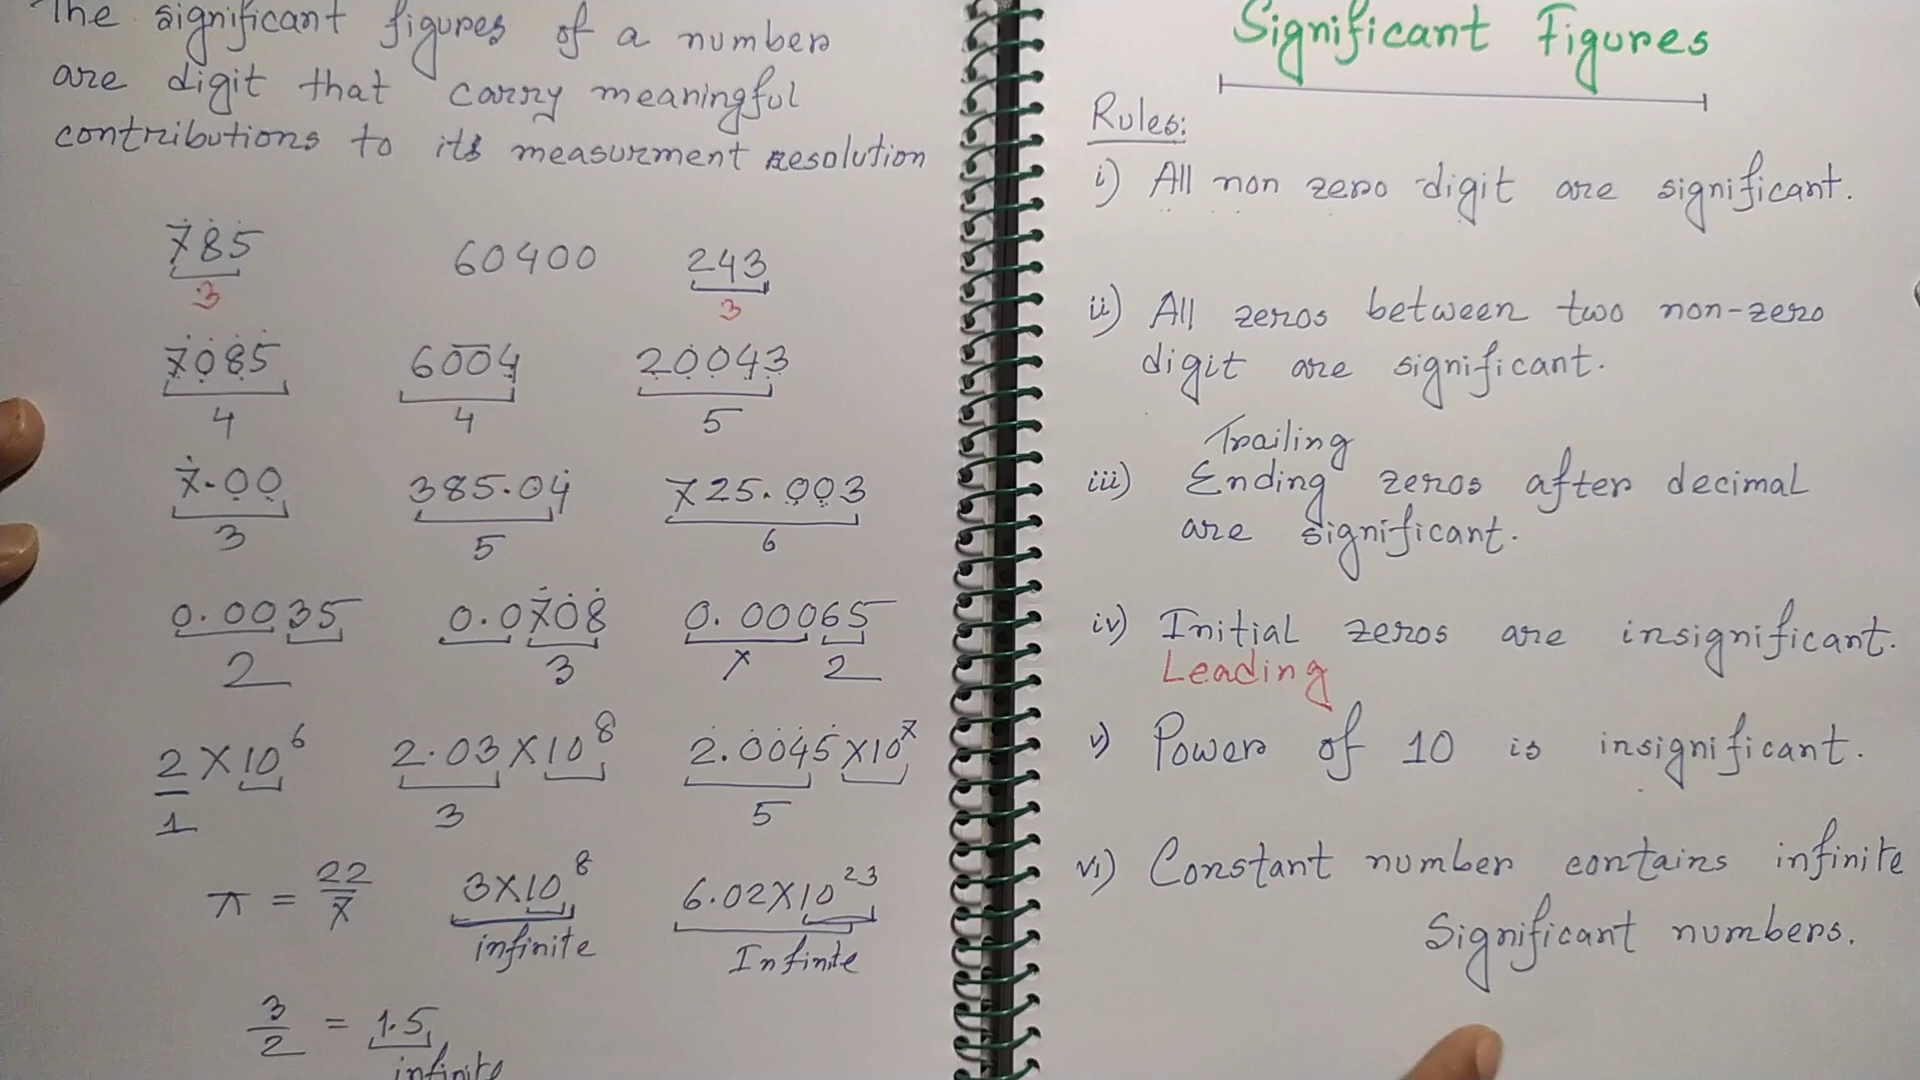 The significant figures of a number
are digit that carry meaningful
contributions to its measurment resolution
785
3
60400
243
3
7085
4
6004
4
20043
5
7.00
3
385.04
5
725.003
6
0.0035
2
0.0708
3
0.00065
x 2
2 × 10⁶
1
2.03 × 10⁸
3
2.0045 × 10⁷
5
π = 22/7
3×10⁸
infinite
6.02×10²³
Infinite
3/2 = 1.5
infinite
Significant Figures
Rules:
i) All non zero digit are significant.
ii) All zeros between two non-zero
digit are significant.
Trailing
iii) Ending zeros after decimal
are significant.
iv) Initial zeros are insignificant.
Leading
v) Power of 10 is insignificant.
vi) Constant number contains infinite
Significant numbers.